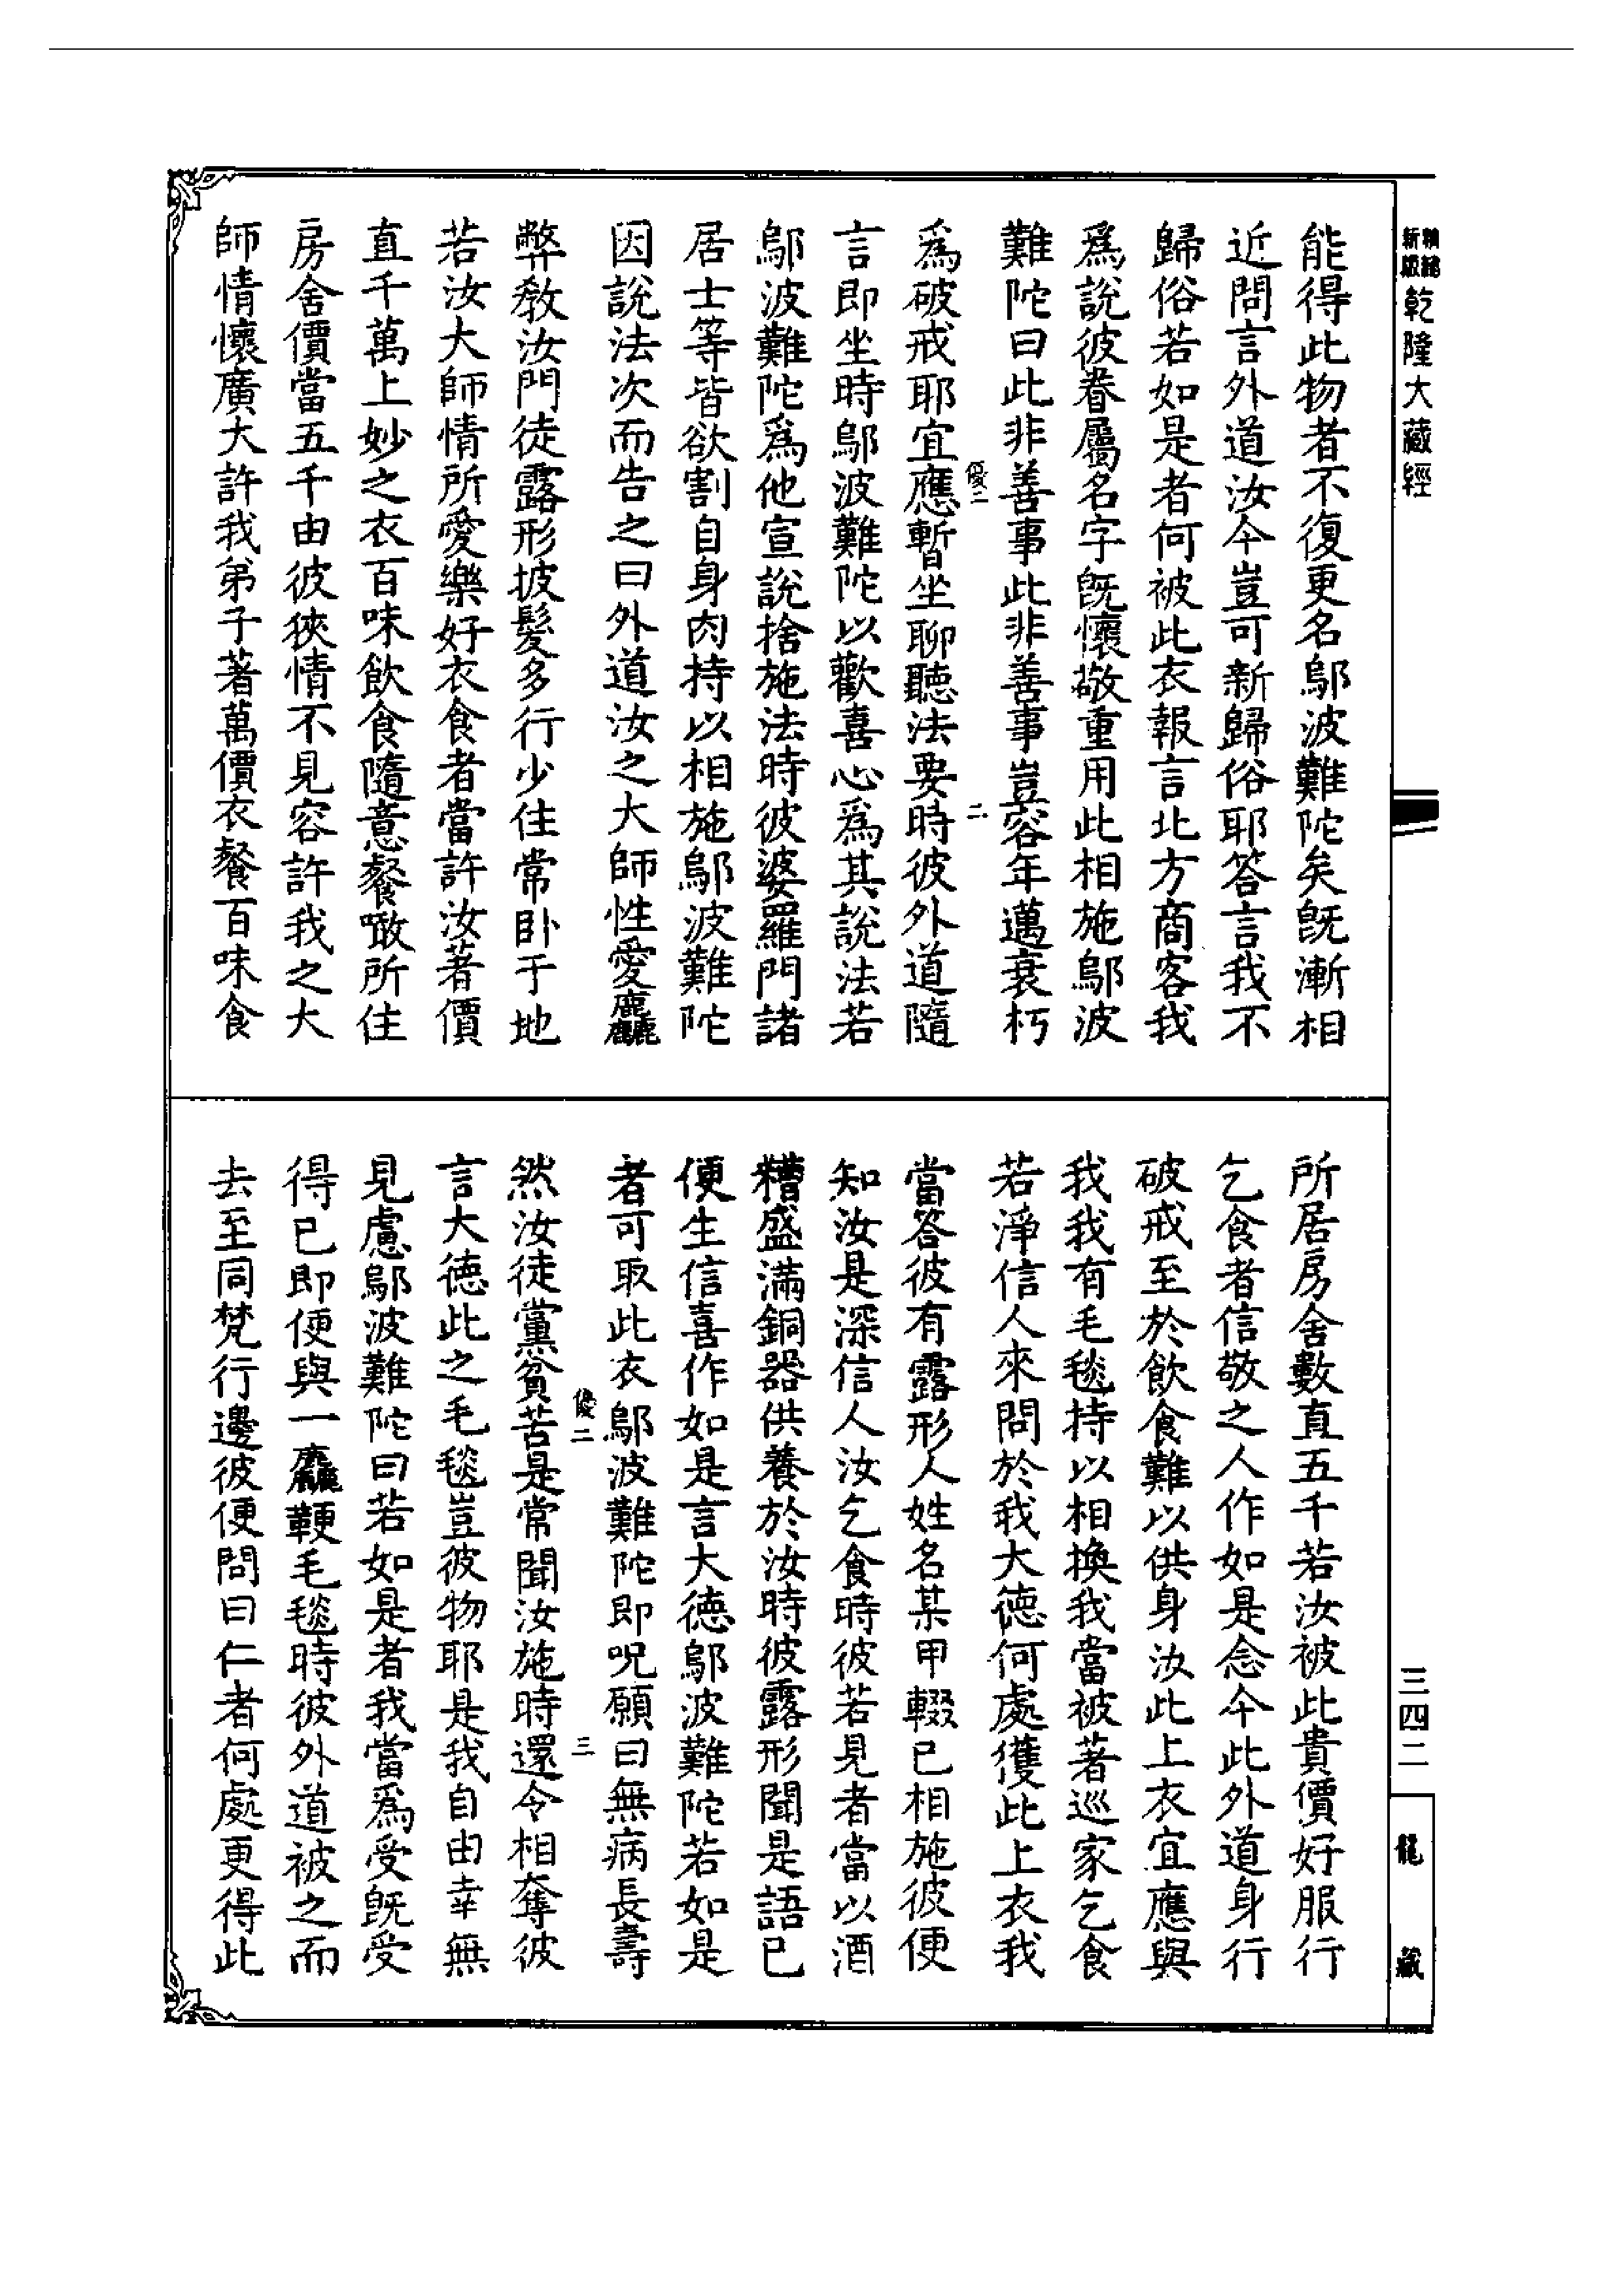 新版精縮乾隆大藏經
能得此物者不復更名鄔波難陀矣既漸相
近問言外道汝今豈可新歸俗耶答言我不
歸俗若如是者何被此衣報言北方商客我
爲說彼眷屬名字既懷敬重用此相施鄔波
難陀曰此非善事此非善事豈容年邁衰朽
優二
二
爲破戒耶宜應暫坐聊聽法要時彼外道隨
言即坐時鄔波難陀以歡喜心爲其說法若
鄔波難陀爲他宣說捨施法時彼婆羅門諸
居士等皆欲割自身肉持以相施鄔波難陀
因說法次而告之曰外道汝之大師性愛麤
弊教汝門徒露形披髮多行少住常卧于地
若汝大師情所愛樂好衣食者當許汝著價
直千萬上妙之衣百味飲食隨意餐噉所住
房舍價當五千由彼狹情不見容許我之大
師情懷廣大許我弟子著萬價衣餐百味食
所居房舍數直五千若汝被此貴價好服行
乞食者信敬之人作如是念今此外道身行
破戒至於飲食難以供身汝此上衣宜應與
我我有毛毯持以相換我當被著巡家乞食
若淨信人來問於我大德何處獲此上衣我
當答彼有露形人姓名某甲輟已相施彼便
知汝是深信人汝乞食時彼若見者當以酒
糟盛滿銅器供養於汝時彼露形聞是語已
便生信喜作如是言大德鄔波難陀若如是
者可取此衣鄔波難陀即呪願曰無病長壽
優二
三
然汝徒黨貧苦是常聞汝施時還令相奪彼
言大德此之毛毯豈彼物耶是我自由幸無
見慮鄔波難陀曰若如是者我當爲受既受
得已即便與一麤鞕毛毯時彼外道被之而
去至同梵行邊彼便問曰仁者何處更得此
三四二
龍藏